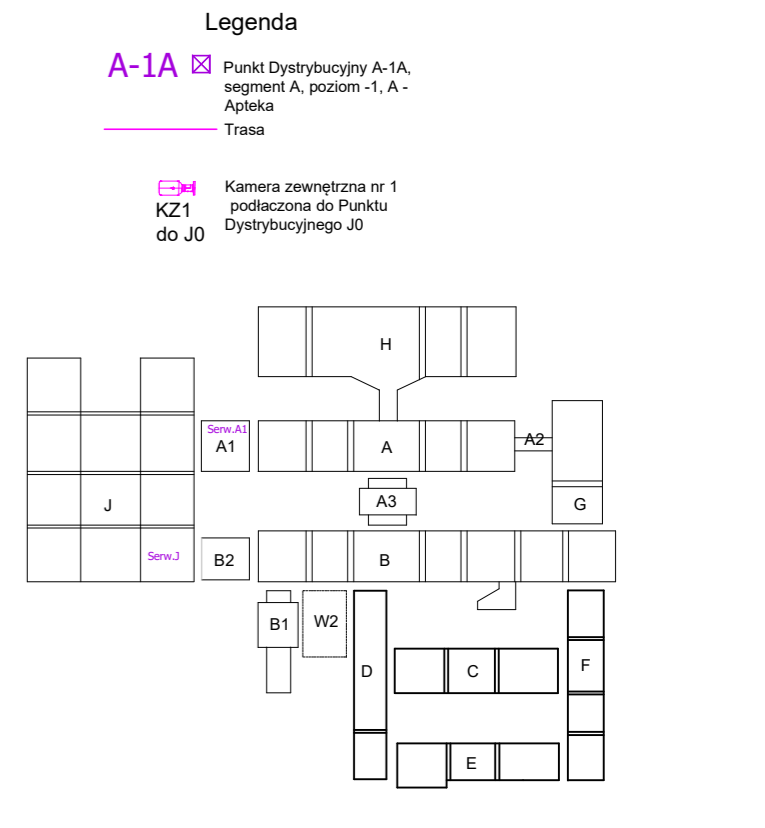 Legenda
A-1A
Punkt Dystrybucyjny A-1A,
segment A, poziom -1, A -
Apteka
Trasa
KZ1
do J0
Kamera zewnętrzna nr 1
podłaczona do Punktu
Dystrybucyjnego J0
H
Serw.A1
A1
A
A2
A3
J
G
Serw.J
B2
B
B1
W2
D
C
F
E